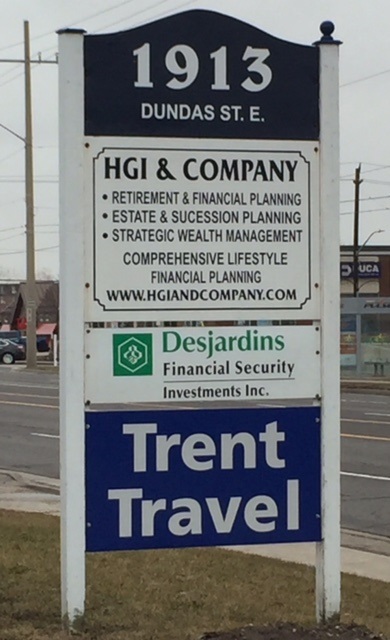 1913
DUNDAS ST. E.
HGI & COMPANY
• RETIREMENT & FINANCIAL PLANNING
• ESTATE & SUCESSION PLANNING
• STRATEGIC WEALTH MANAGEMENT
COMPREHENSIVE LIFESTYLE
FINANCIAL PLANNING
WWW.HGIANDCOMPANY.COM
Desjardins
Financial Security
Investments Inc.
Trent
Travel